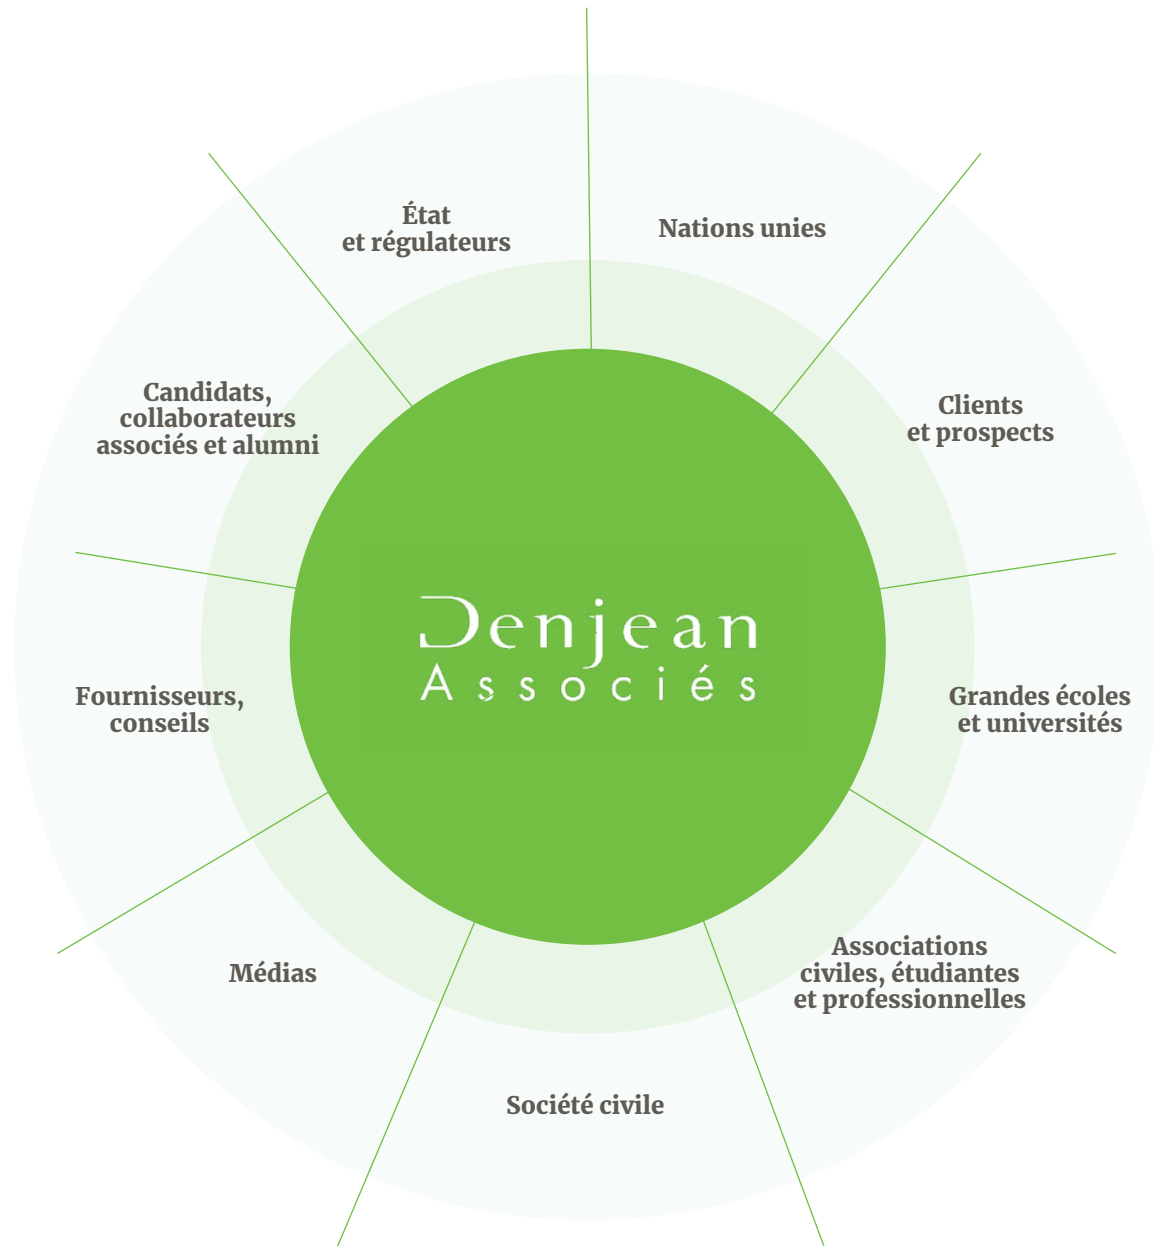 État
et régulateurs
Nations unies
Candidats,
collaborateurs
associés et alumni
Clients
et prospects
Denjean
Associés
Fournisseurs,
conseils
Grandes écoles
et universités
Médias
Associations
civiles, étudiantes
et professionnelles
Société civile